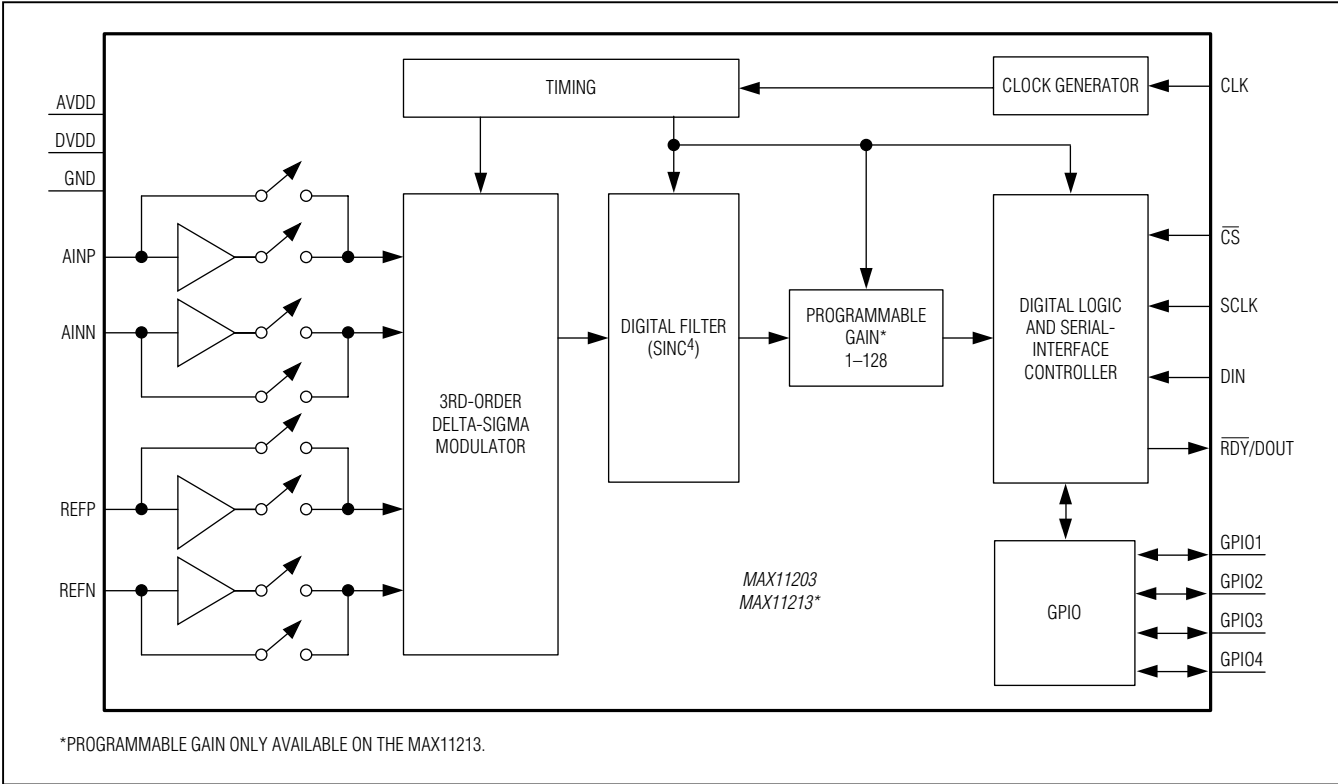 TIMING
CLOCK GENERATOR
CLK
AVDD
DVDD
GND
AINP
AINN
REFP
REFN
3RD-ORDER
DELTA-SIGMA
MODULATOR
DIGITAL FILTER
(SINC⁴)
PROGRAMMABLE
GAIN*
1–128
DIGITAL LOGIC
AND SERIAL-
INTERFACE
CONTROLLER
C̅S̅
SCLK
DIN
R̅D̅Y̅/DOUT
GPIO
GPIO1
GPIO2
GPIO3
GPIO4
MAX11203
MAX11213*
*PROGRAMMABLE GAIN ONLY AVAILABLE ON THE MAX11213.